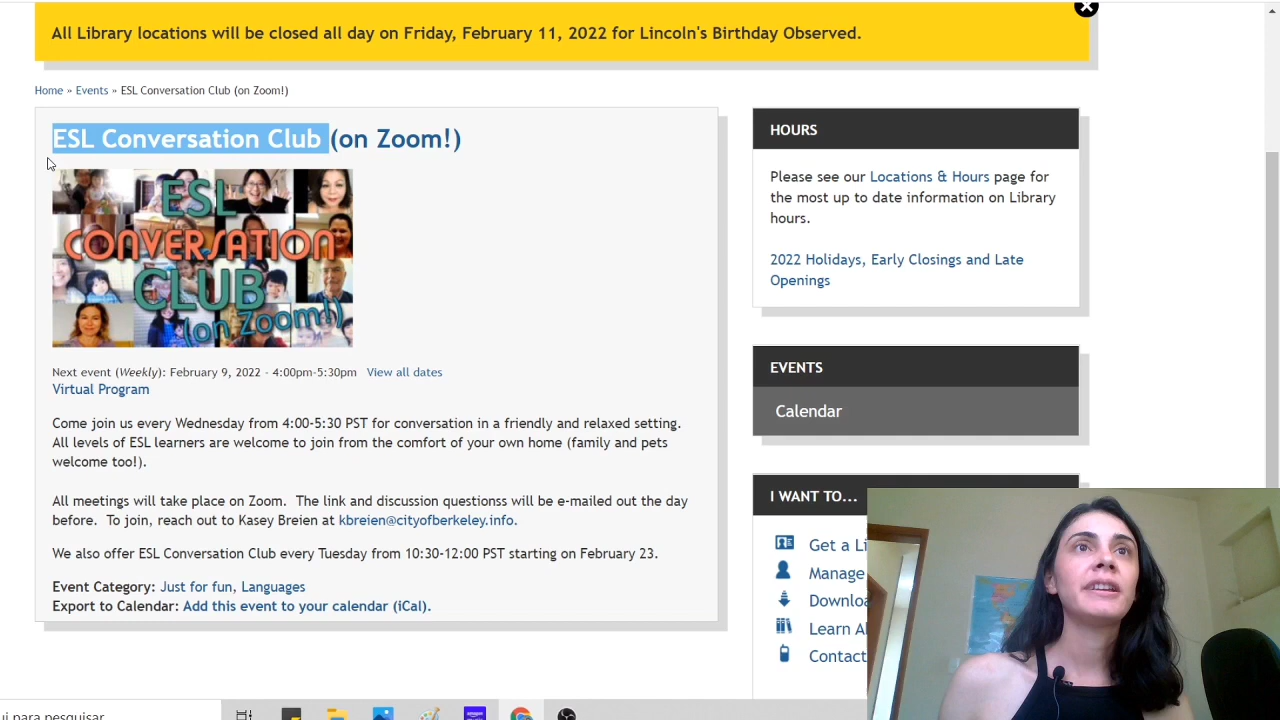 All Library locations will be closed all day on Friday, February 11, 2022 for Lincoln's Birthday Observed.
Home » Events » ESL Conversation Club (on Zoom!)
ESL Conversation Club (on Zoom!)
ESL
CONVERSATION
CLUB
(on Zoom!)
Next event (Weekly): February 9, 2022 - 4:00pm-5:30pm View all dates
Virtual Program
Come join us every Wednesday from 4:00-5:30 PST for conversation in a friendly and relaxed setting.
All levels of ESL learners are welcome to join from the comfort of your own home (family and pets
welcome too!).
All meetings will take place on Zoom. The link and discussion questionss will be e-mailed out the day
before. To join, reach out to Kasey Breien at kbreien@cityofberkeley.info.
We also offer ESL Conversation Club every Tuesday from 10:30-12:00 PST starting on February 23.
Event Category: Just for fun, Languages
Export to Calendar: Add this event to your calendar (iCal).
HOURS
Please see our Locations & Hours page for
the most up to date information on Library
hours.
2022 Holidays, Early Closings and Late
Openings
EVENTS
Calendar
I WANT TO...
Get a Li
Manage
Downloa
Learn A
Contact
ui para pesquisar